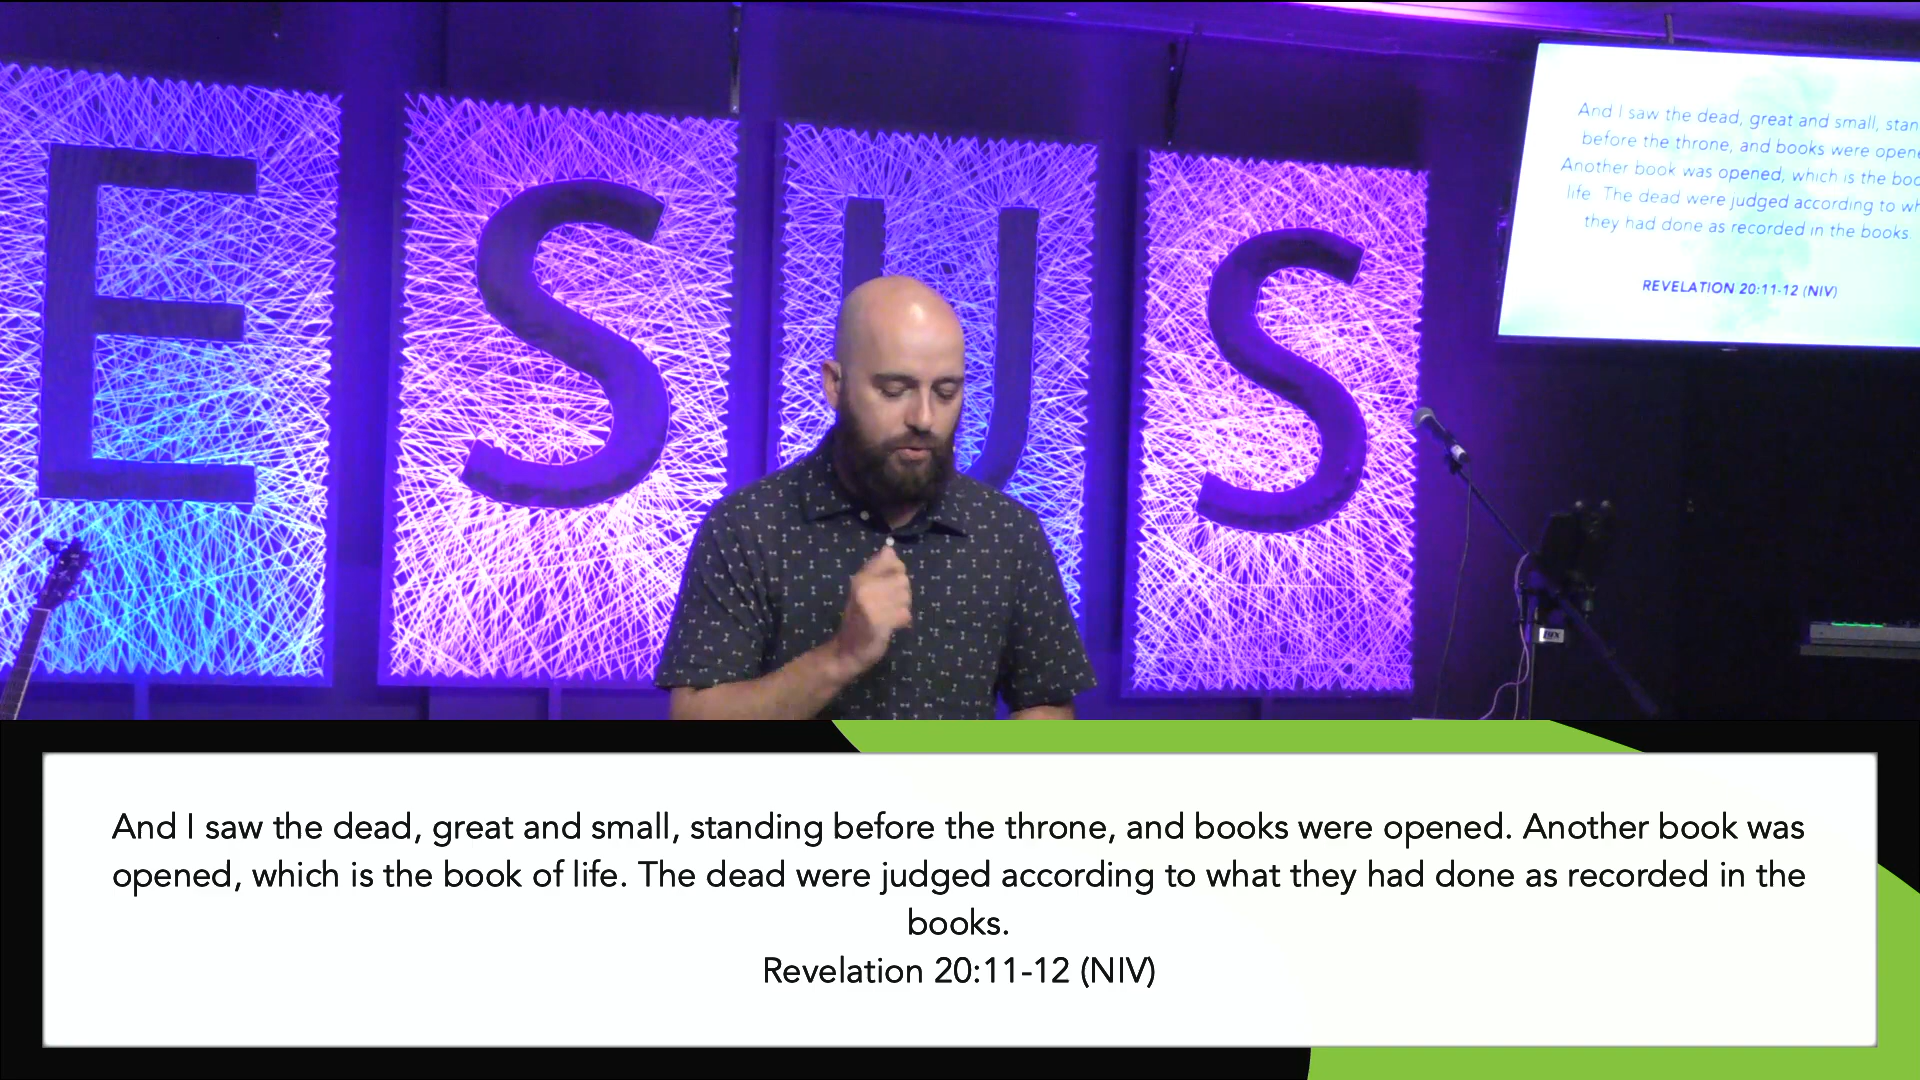 ESUS
And I saw the dead, great and small, stan
before the throne, and books were opene
Another book was opened, which is the boo
life. The dead were judged according to wh
they had done as recorded in the books.
REVELATION 20:11-12 (NIV)
And I saw the dead, great and small, standing before the throne, and books were opened. Another book was
opened, which is the book of life. The dead were judged according to what they had done as recorded in the
books.
Revelation 20:11-12 (NIV)